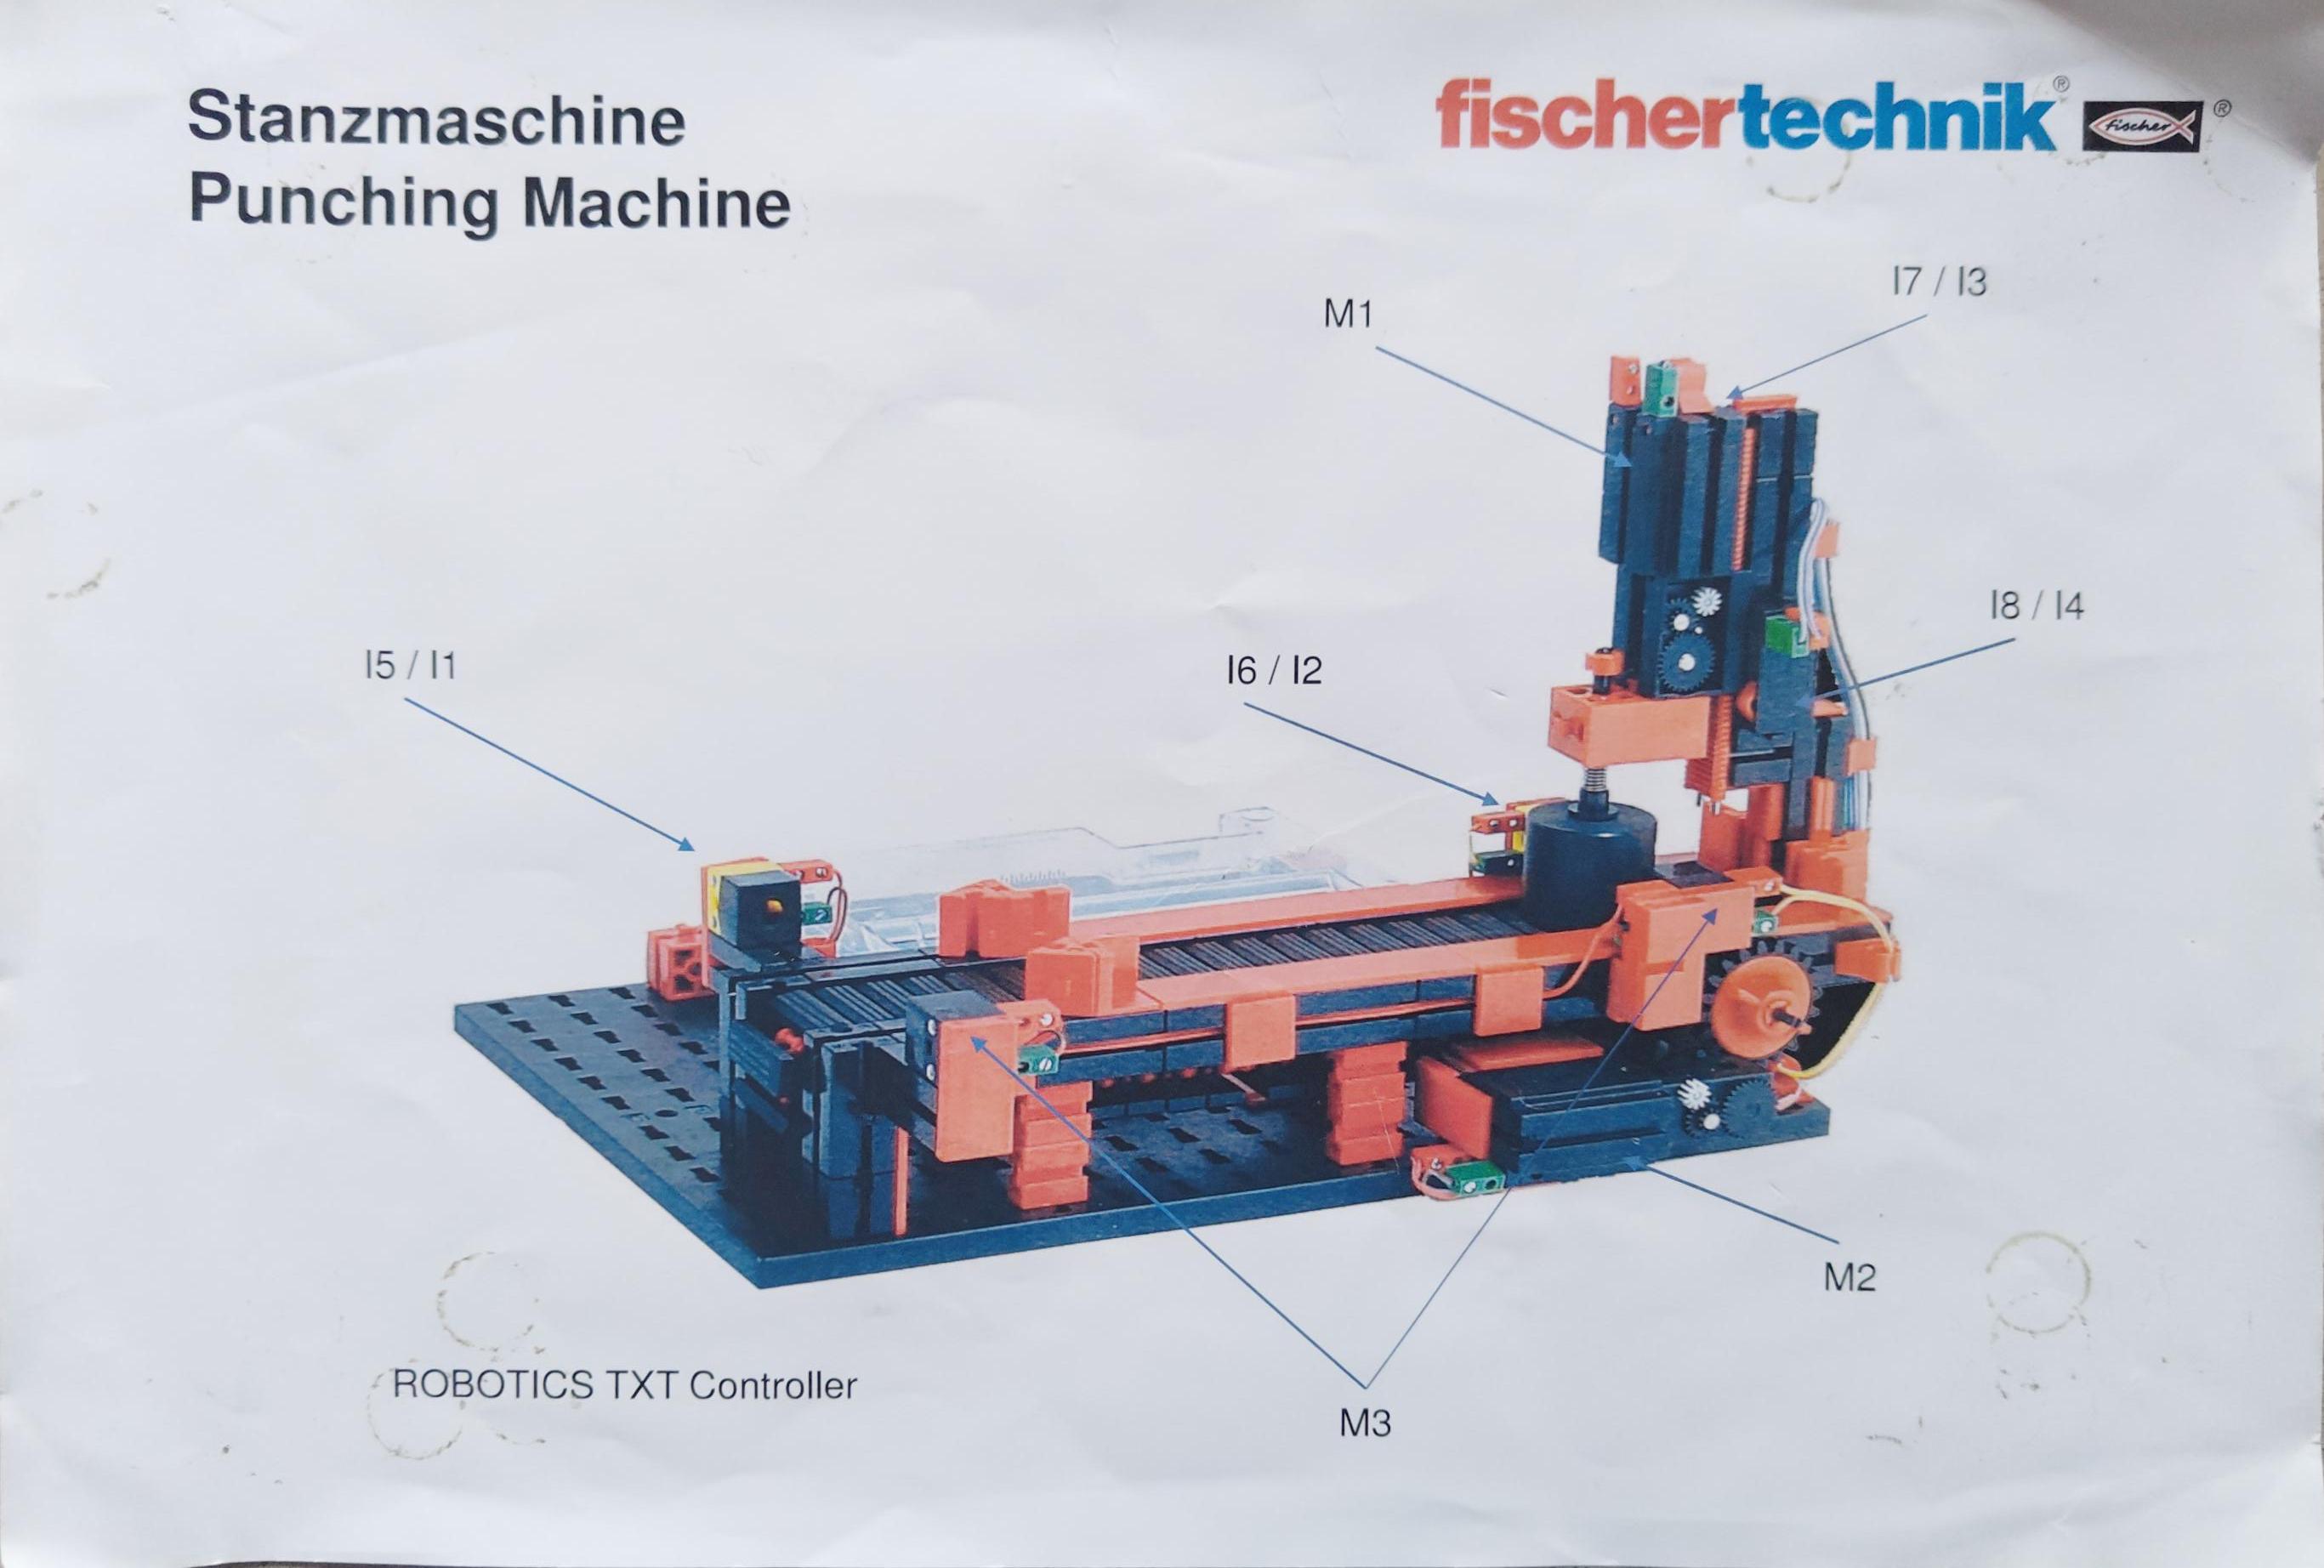 Stanzmaschine
Punching Machine
fischertechnik® fischer ®
M1
I7 / I3
I8 / I4
I5 / I1
I6 / I2
M2
ROBOTICS TXT Controller
M3